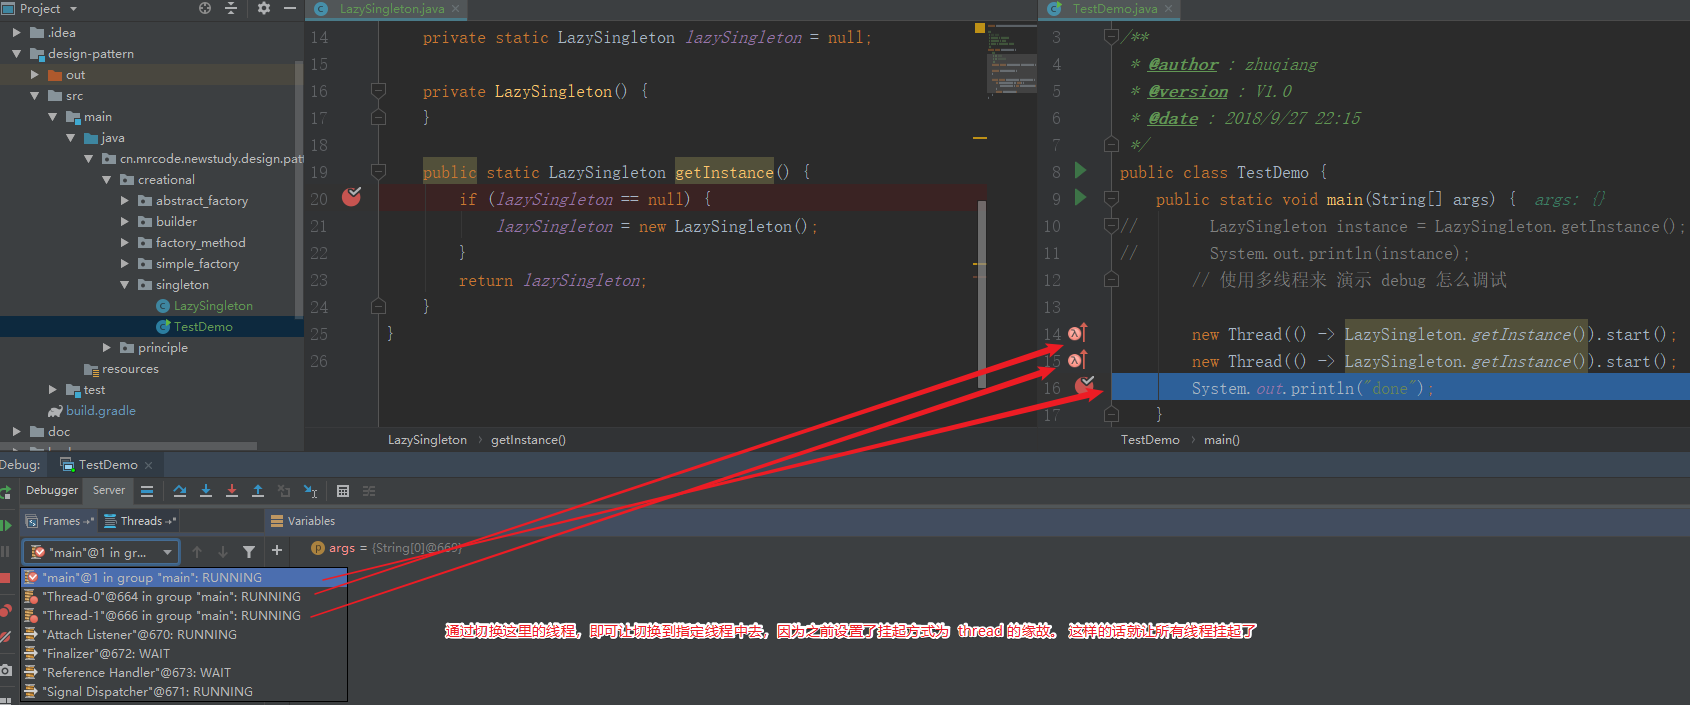 Project
.idea
design-pattern
out
src
main
java
cn.mrcode.newstudy.design.pat
creational
abstract_factory
builder
factory_method
simple_factory
singleton
LazySingleton
TestDemo
principle
resources
test
build.gradle
doc
LazySingleton.java
14 private static LazySingleton lazySingleton = null;
15
16 private LazySingleton() {
17 }
18
19 public static LazySingleton getInstance() {
20 if (lazySingleton == null) {
21 lazySingleton = new LazySingleton();
22 }
23 return lazySingleton;
24 }
25 }
26
LazySingleton › getInstance()
TestDemo.java
3 /**
4 * @author : zhuqiang
5 * @version : V1.0
6 * @date : 2018/9/27 22:15
7 */
8 public class TestDemo {
9 public static void main(String[] args) { args: {}
10 // LazySingleton instance = LazySingleton.getInstance();
11 // System.out.println(instance);
12 // 使用多线程来 演示 debug 怎么调试
13
14 new Thread(() -> LazySingleton.getInstance()).start();
15 new Thread(() -> LazySingleton.getInstance()).start();
16 System.out.println("done");
17 }
TestDemo › main()
Debug: TestDemo
Debugger Server
Frames Threads Variables
"main"@1 in gr...
args = {String[0]@669}
"main"@1 in group "main": RUNNING
"Thread-0"@664 in group "main": RUNNING
"Thread-1"@666 in group "main": RUNNING
"Attach Listener"@670: RUNNING
"Finalizer"@672: WAIT
"Reference Handler"@673: WAIT
"Signal Dispatcher"@671: RUNNING
通过切换这里的线程，即可让切换到指定线程中去，因为之前设置了挂起方式为 thread 的缘故。 这样的话就让所有线程挂起了